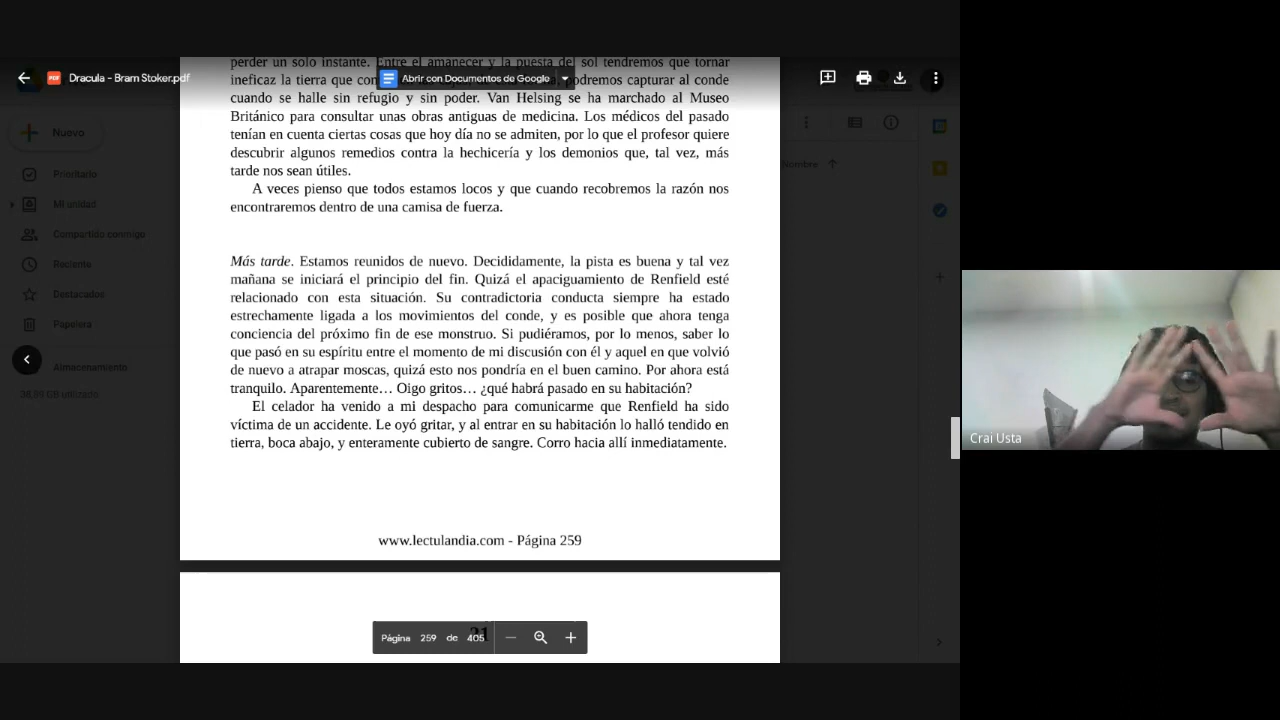 Dracula - Bram Stoker.pdf
Abrir con Documentos de Google
Nuevo
Prioritario
Mi unidad
Compartido conmigo
Reciente
Destacados
Papelera
Almacenamiento
38,99 GB utilizado.
Nombre
perder un solo instante. Entre el amanecer y la puesta del sol tendremos que tornar
ineficaz la tierra que con podremos capturar al conde
cuando se halle sin refugio y sin poder. Van Helsing se ha marchado al Museo
Británico para consultar unas obras antiguas de medicina. Los médicos del pasado
tenían en cuenta ciertas cosas que hoy día no se admiten, por lo que el profesor quiere
descubrir algunos remedios contra la hechicería y los demonios que, tal vez, más
tarde nos sean útiles.
A veces pienso que todos estamos locos y que cuando recobremos la razón nos
encontraremos dentro de una camisa de fuerza.
Más tarde. Estamos reunidos de nuevo. Decididamente, la pista es buena y tal vez
mañana se iniciará el principio del fin. Quizá el apaciguamiento de Renfield esté
relacionado con esta situación. Su contradictoria conducta siempre ha estado
estrechamente ligada a los movimientos del conde, y es posible que ahora tenga
conciencia del próximo fin de ese monstruo. Si pudiéramos, por lo menos, saber lo
que pasó en su espíritu entre el momento de mi discusión con él y aquel en que volvió
de nuevo a atrapar moscas, quizá esto nos pondría en el buen camino. Por ahora está
tranquilo. Aparentemente… Oigo gritos… ¿qué habrá pasado en su habitación?
El celador ha venido a mi despacho para comunicarme que Renfield ha sido
víctima de un accidente. Le oyó gritar, y al entrar en su habitación lo halló tendido en
tierra, boca abajo, y enteramente cubierto de sangre. Corro hacia allí inmediatamente.
www.lectulandia.com - Página 259
21
Página 259 de 405
Crai Usta